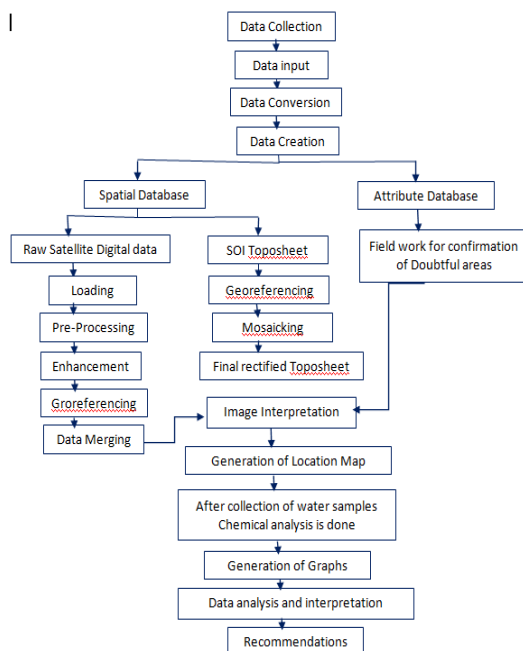 Data Collection
Data input
Data Conversion
Data Creation
Spatial Database
Attribute Database
Raw Satellite Digital data
SOI Toposheet
Field work for confirmation
of Doubtful areas
Loading
Georeferencing
Pre-Processing
Mosaicking
Enhancement
Final rectified Toposheet
Groreferencing
Data Merging
Image Interpretation
Generation of Location Map
After collection of water samples
Chemical analysis is done
Generation of Graphs
Data analysis and interpretation
Recommendations